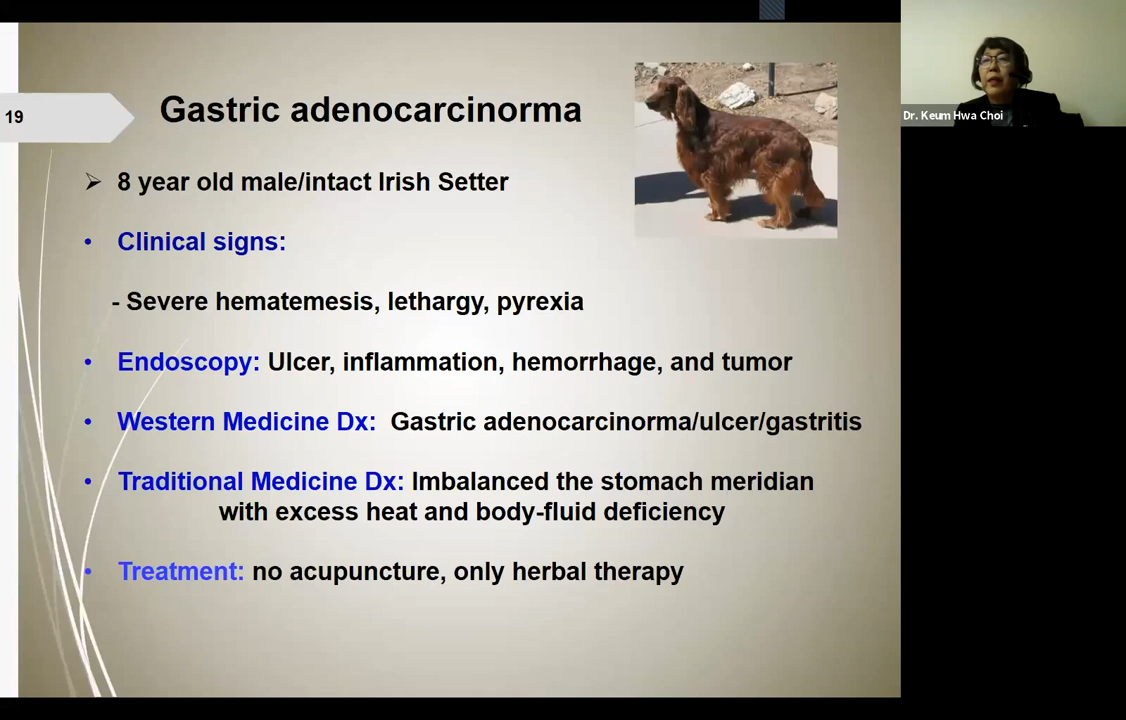 19
Gastric adenocarcinorma
➢ 8 year old male/intact Irish Setter
• Clinical signs:
- Severe hematemesis, lethargy, pyrexia
• Endoscopy: Ulcer, inflammation, hemorrhage, and tumor
• Western Medicine Dx: Gastric adenocarcinorma/ulcer/gastritis
• Traditional Medicine Dx: Imbalanced the stomach meridian
with excess heat and body-fluid deficiency
• Treatment: no acupuncture, only herbal therapy
Dr. Keum Hwa Choi